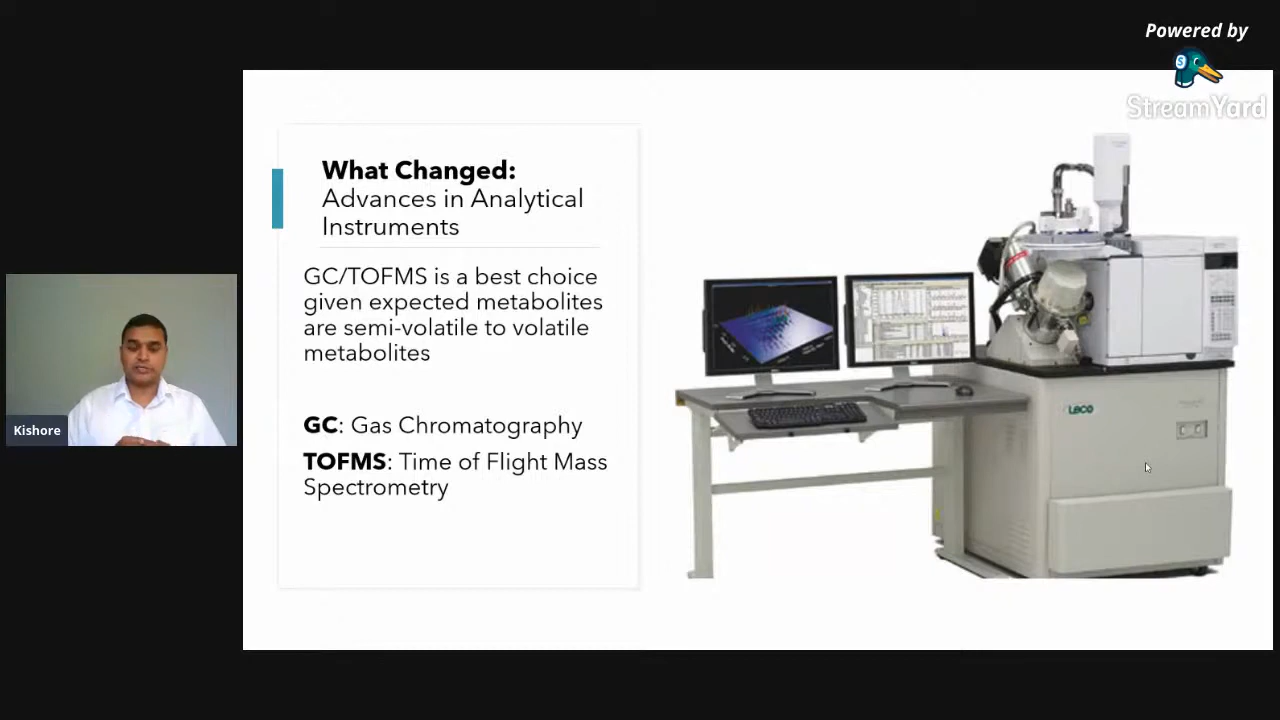 Powered by
StreamYard
What Changed:
Advances in Analytical
Instruments
GC/TOFMS is a best choice
given expected metabolites
are semi-volatile to volatile
metabolites
GC: Gas Chromatography
TOFMS: Time of Flight Mass
Spectrometry
Kishore
LECO